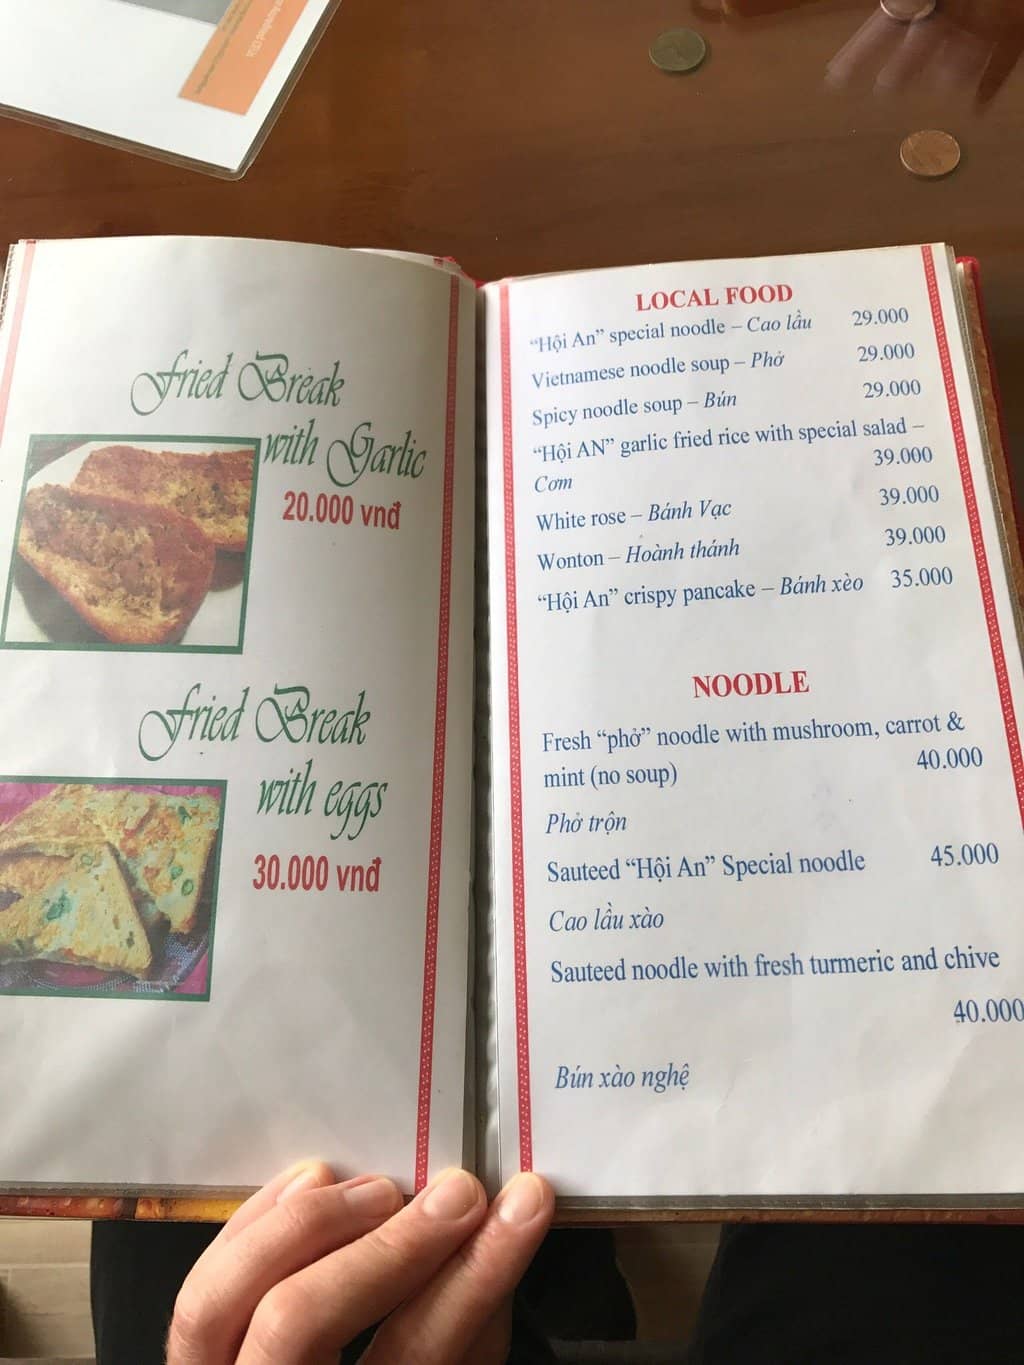 Fried Break
with Garlic
20.000 vnđ
Fried Break
with eggs
30.000 vnđ
LOCAL FOOD
“Hội An” special noodle – Cao lầu 29.000
Vietnamese noodle soup – Phở 29.000
Spicy noodle soup – Bún 29.000
“Hội AN” garlic fried rice with special salad –
Cơm 39.000
White rose – Bánh Vạc 39.000
Wonton – Hoành thánh 39.000
“Hội An” crispy pancake – Bánh xèo 35.000
NOODLE
Fresh “phở” noodle with mushroom, carrot &
mint (no soup) 40.000
Phở trộn
Sauteed “Hội An” Special noodle 45.000
Cao lầu xào
Sauteed noodle with fresh turmeric and chive
40.000
Bún xào nghệ